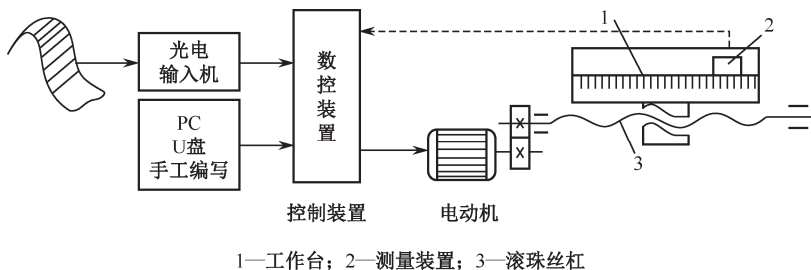 光电
输入机
PC
U盘
手工编写
数控装置
控制装置
电动机
1
2
3
1—工作台；2—测量装置；3—滚珠丝杠